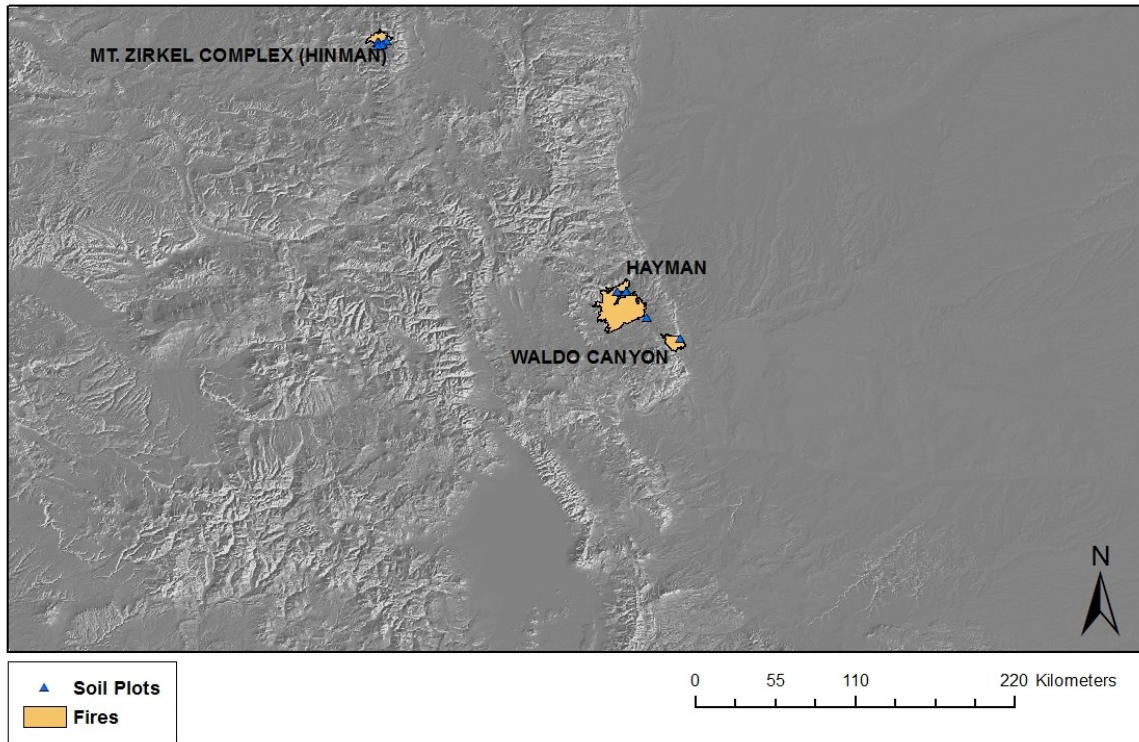 MT. ZIRKEL COMPLEX (HINMAN)
HAYMAN
WALDO CANYON
N
Soil Plots
Fires
0 55 110 220 Kilometers